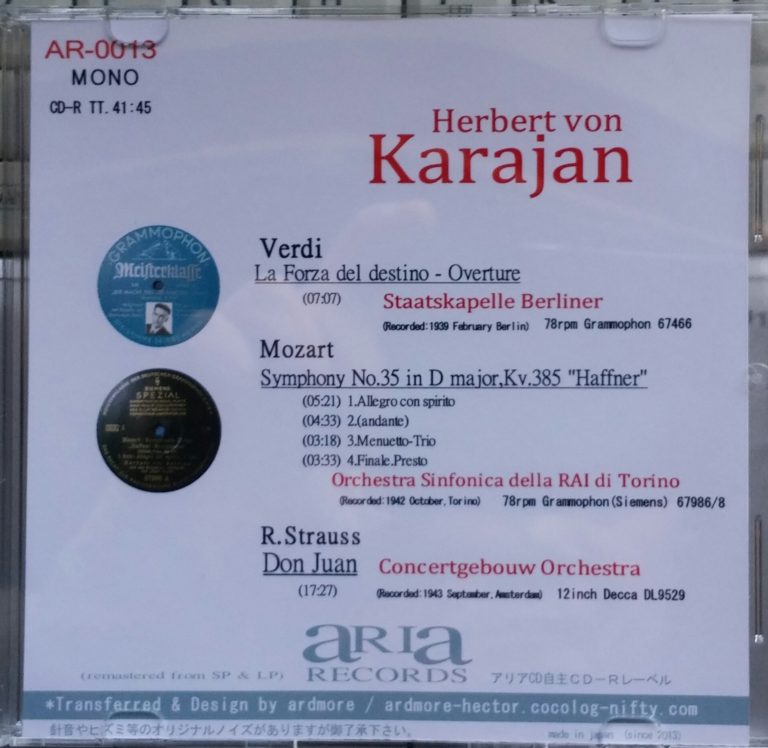 AR-0013
MONO
CD-R TT. 41:45
Herbert von
Karajan
GRAMMOPHON
Meisterklasse
Verdi
La Forza del destino - Overture
(07:07) Staatskapelle Berliner
(Recorded:1939 February Berlin) 78rpm Grammophon 67466
SIEMENS
SPEZIAL
Mozart
Symphony No.35 in D major,Kv.385 "Haffner"
(05:21) 1.Allegro con spirito
(04:33) 2.(andante)
(03:18) 3.Menuetto-Trio
(03:33) 4.Finale.Presto
Orchestra Sinfonica della RAI di Torino
(Recorded:1942 October, Torino) 78rpm Grammophon(Siemens) 67986/8
R.Strauss
Don Juan Concertgebouw Orchestra
(17:27) (Recorded:1943 September, Amsterdam) 12inch Decca DL9529
aria
(remastered from SP & LP) RECORDS アリアCD自主CD-Rレーベル
*Transferred & Design by ardmore / ardmore-hector.cocolog-nifty.com
針音やヒズミ等のオリジナルノイズがありますが御了承下さい。 made in japan (since 2013)